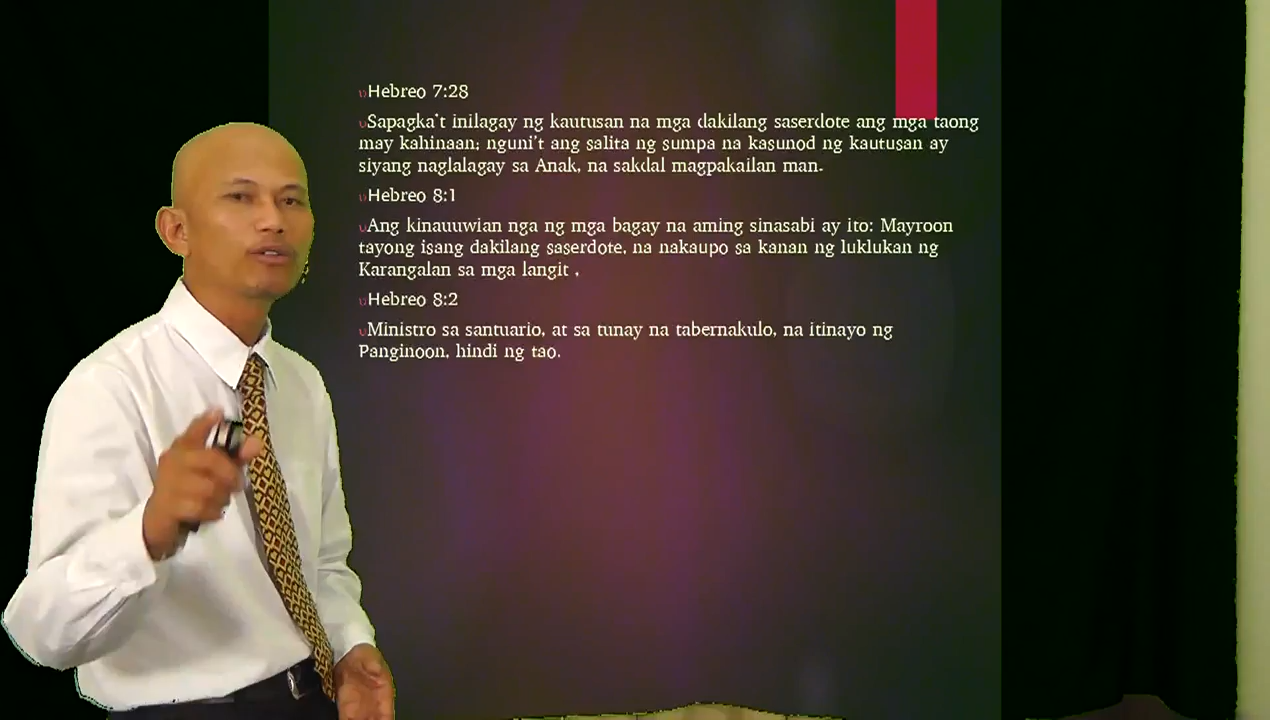 Hebreo 7:28
Sapagka't inilagay ng kautusan na mga dakilang saserdote ang mga taong
may kahinaan; nguni't ang salita ng sumpa na kasunod ng kautusan ay
siyang naglalagay sa Anak, na sakdal magpakailan man.
Hebreo 8:1
Ang kinauuwian nga ng mga bagay na aming sinasabi ay ito: Mayroon
tayong isang dakilang saserdote, na nakaupo sa kanan ng luklukan ng
Karangalan sa mga langit ,
Hebreo 8:2
Ministro sa santuario, at sa tunay na tabernakulo, na itinayo ng
Panginoon, hindi ng tao.